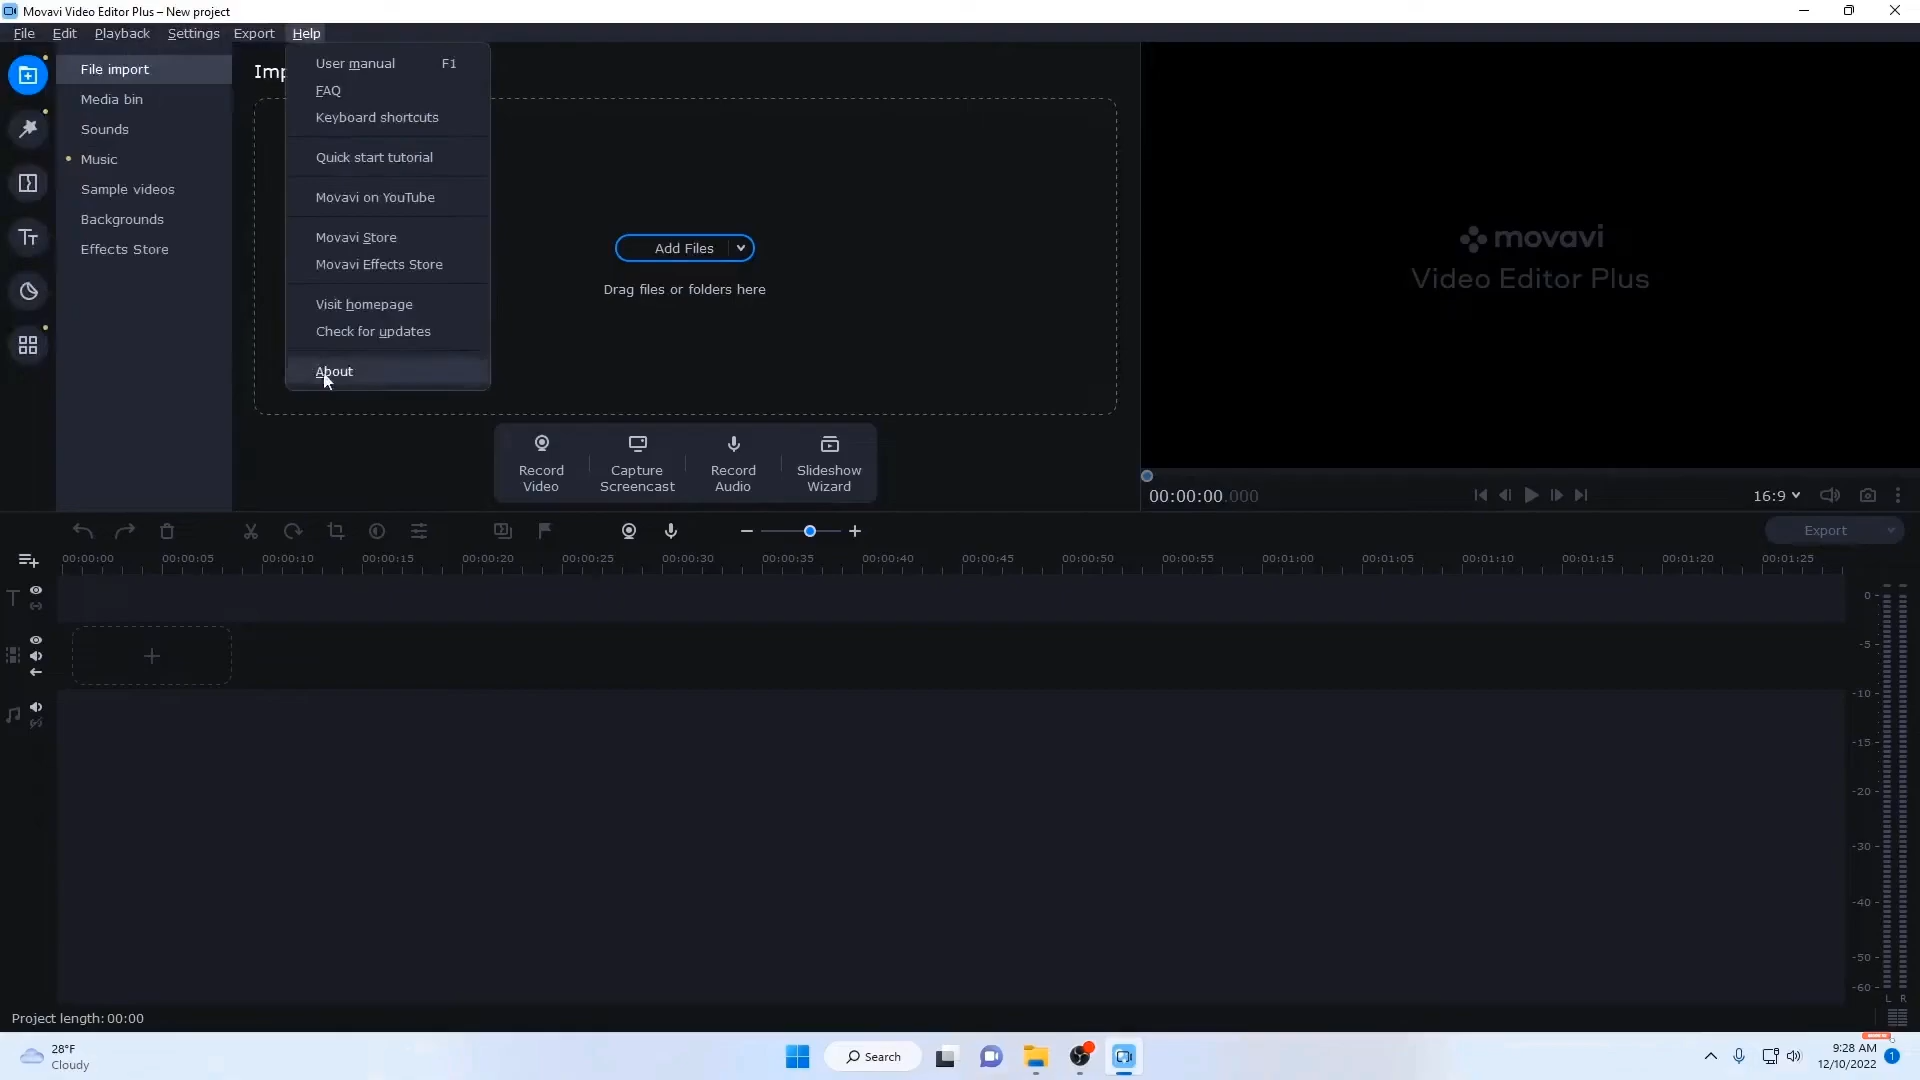 Movavi Video Editor Plus – New project
File Edit Playback Settings Export Help
File import
Media bin
Sounds
Music
Sample videos
Backgrounds
Effects Store
Imp
User manual F1
FAQ
Keyboard shortcuts
Quick start tutorial
Movavi on YouTube
Movavi Store
Movavi Effects Store
Visit homepage
Check for updates
About
Add Files
Drag files or folders here
Record Video
Capture Screencast
Record Audio
Slideshow Wizard
movavi
Video Editor Plus
00:00:00.000
16:9
Export
00:00:00 00:00:05 00:00:10 00:00:15 00:00:20 00:00:25 00:00:30 00:00:35 00:00:40 00:00:45 00:00:50 00:00:55 00:01:00 00:01:05 00:01:10 00:01:15 00:01:20 00:01:25
0
-5
-10
-15
-20
-30
-40
-50
-60
L R
Project length: 00:00
28°F
Cloudy
Search
9:28 AM
12/10/2022
1